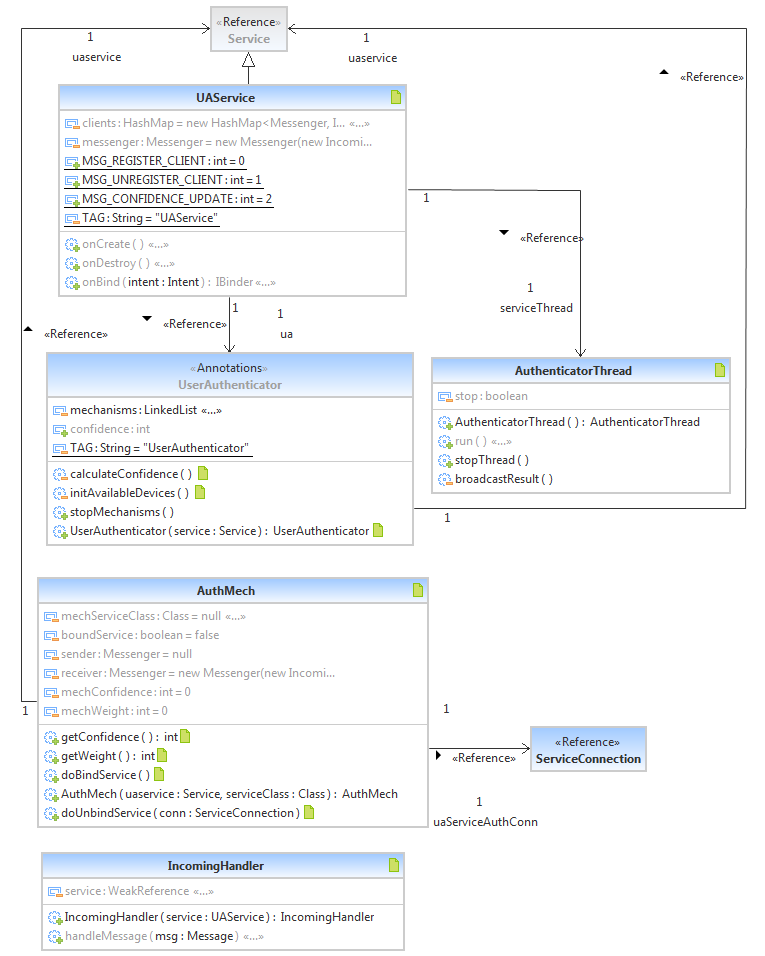 «Reference»
Service
1
uaservice
1
uaservice
«Reference»
UAService
clients : HashMap = new HashMap<Messenger, I... «...»
messenger : Messenger = new Messenger(new Incomi...
MSG_REGISTER_CLIENT : int = 0
MSG_UNREGISTER_CLIENT : int = 1
MSG_CONFIDENCE_UPDATE : int = 2
TAG : String = "UAService"
onCreate ( ) «...»
onDestroy ( ) «...»
onBind ( intent : Intent ) : IBinder «...»
1
«Reference»
1
serviceThread
1
1
ua
«Reference»
«Reference»
«Annotations»
UserAuthenticator
mechanisms : LinkedList «...»
confidence : int
TAG : String = "UserAuthenticator"
calculateConfidence ( )
initAvailableDevices ( )
stopMechanisms ( )
UserAuthenticator ( service : Service ) : UserAuthenticator
AuthenticatorThread
stop : boolean
AuthenticatorThread ( ) : AuthenticatorThread
run ( ) «...»
stopThread ( )
broadcastResult ( )
1
AuthMech
mechServiceClass : Class = null «...»
boundService : boolean = false
sender : Messenger = null
receiver : Messenger = new Messenger(new Incomi...
mechConfidence : int = 0
mechWeight : int = 0
getConfidence ( ) : int
getWeight ( ) : int
doBindService ( )
AuthMech ( uaservice : Service, serviceClass : Class ) : AuthMech
doUnbindService ( conn : ServiceConnection )
1
1
«Reference»
1
uaServiceAuthConn
«Reference»
ServiceConnection
IncomingHandler
service : WeakReference «...»
IncomingHandler ( service : UAService ) : IncomingHandler
handleMessage ( msg : Message ) «...»